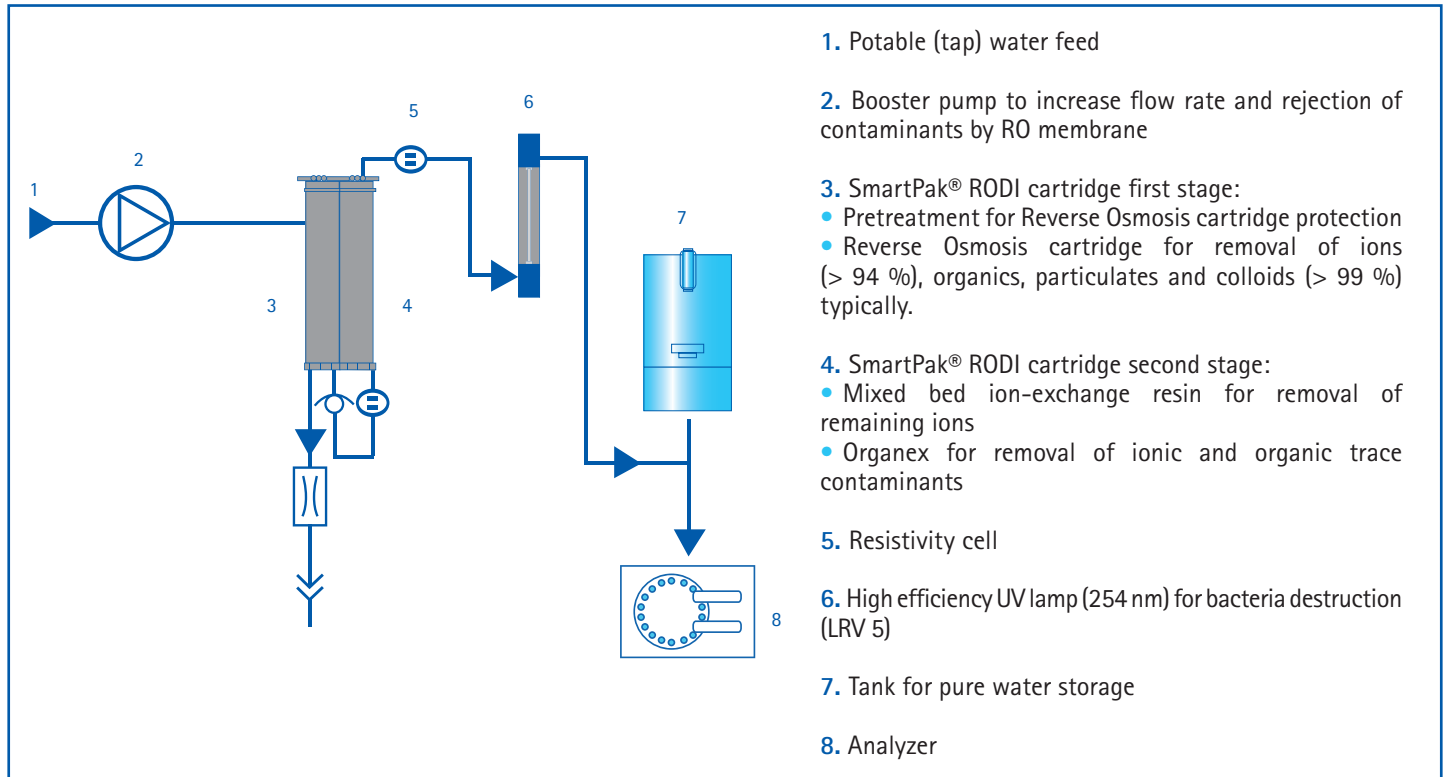 1
2
3
4
5
6
7
8
1. Potable (tap) water feed
2. Booster pump to increase flow rate and rejection of
contaminants by RO membrane
3. SmartPak® RODI cartridge first stage:
• Pretreatment for Reverse Osmosis cartridge protection
• Reverse Osmosis cartridge for removal of ions
(> 94 %), organics, particulates and colloids (> 99 %)
typically.
4. SmartPak® RODI cartridge second stage:
• Mixed bed ion-exchange resin for removal of
remaining ions
• Organex for removal of ionic and organic trace
contaminants
5. Resistivity cell
6. High efficiency UV lamp (254 nm) for bacteria destruction
(LRV 5)
7. Tank for pure water storage
8. Analyzer